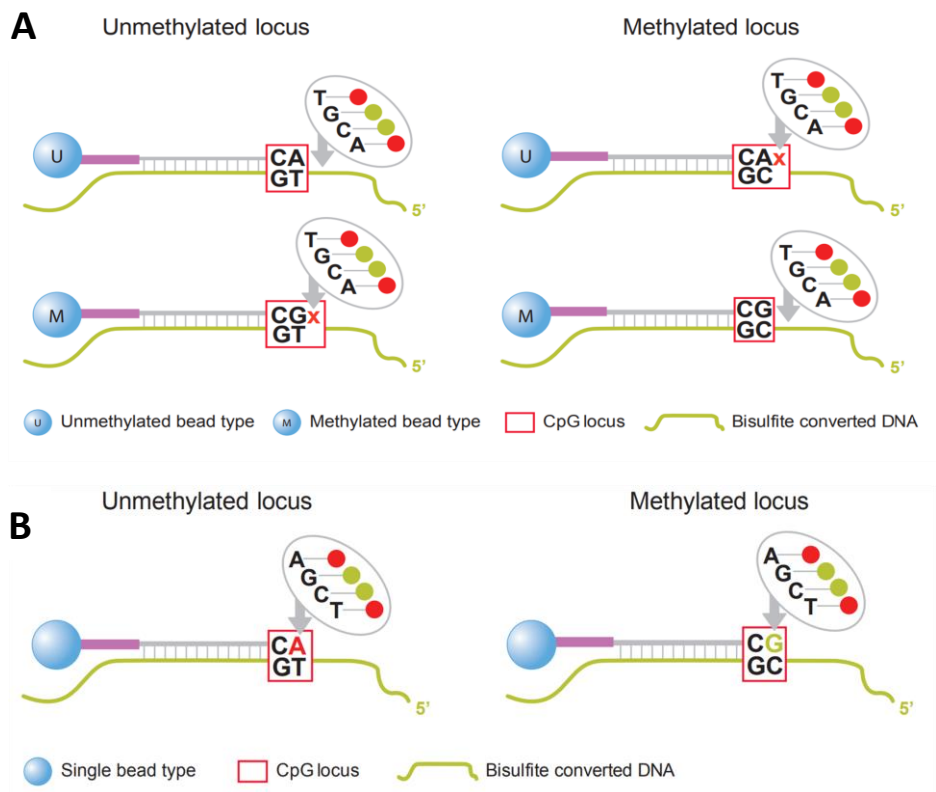 A
Unmethylated locus
Methylated locus
T
G
C
A
U
CA
GT
5'
T
G
C
A
U
CAx
GC
5'
T
G
C
A
M
CGx
GT
5'
T
G
C
A
M
CG
GC
5'
U Unmethylated bead type M Methylated bead type CpG locus Bisulfite converted DNA
B
Unmethylated locus
Methylated locus
A
G
C
T
CA
GT
5'
A
G
C
T
CG
GC
5'
Single bead type CpG locus Bisulfite converted DNA